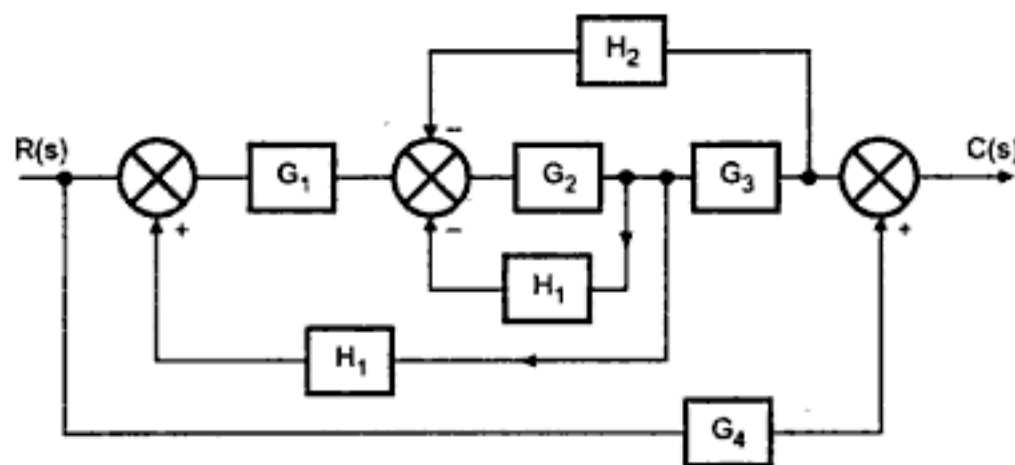 H₂
R(s)
C(s)
G₁
G₂
G₃
−
+
−
+
H₁
H₁
G₄